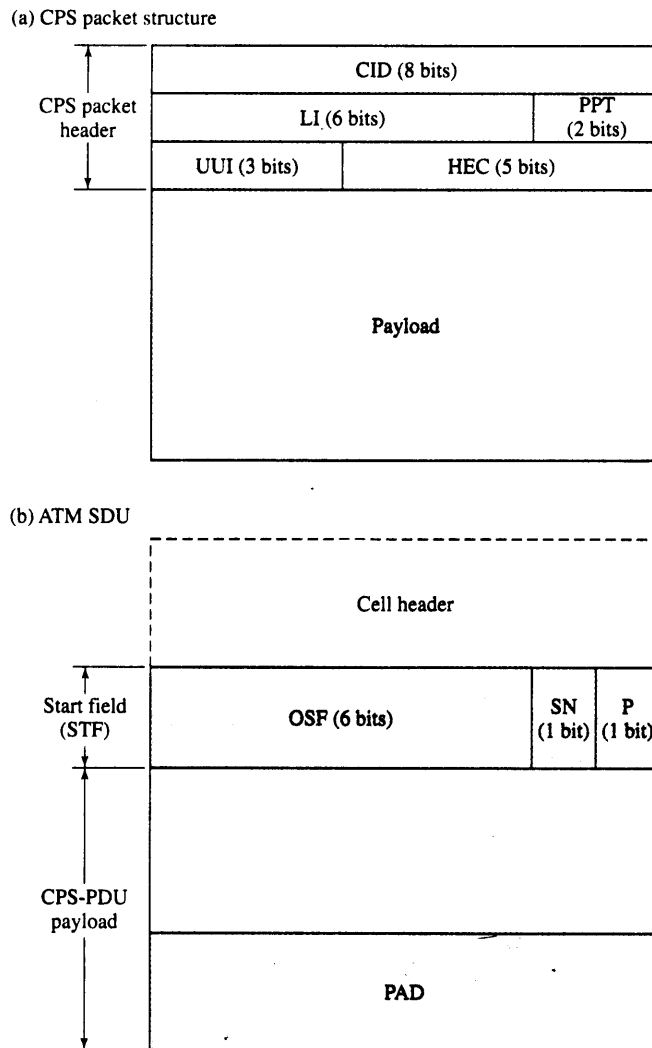 (a) CPS packet structure
CID (8 bits)
CPS packet
header
LI (6 bits)
PPT
(2 bits)
UUI (3 bits)
HEC (5 bits)
Payload
(b) ATM SDU
Cell header
Start field
(STF)
OSF (6 bits)
SN
(1 bit)
P
(1 bit)
CPS-PDU
payload
PAD